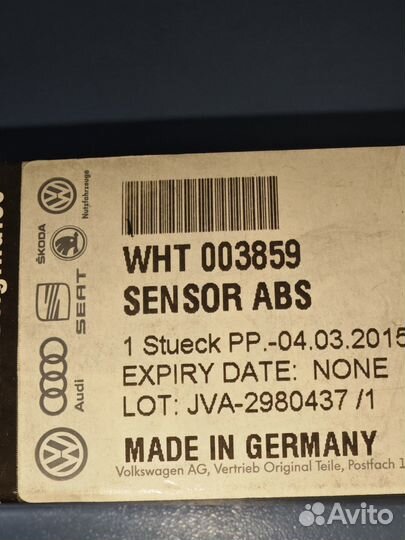 Nutzfahrzeuge
ŠKODA
SEAT
Audi
WHT 003859
SENSOR ABS
1 Stueck PP.-04.03.2015
EXPIRY DATE: NONE
LOT: JVA-2980437 /1
MADE IN GERMANY
Volkswagen AG, Vertrieb Original Teile, Postfach 1
Avito